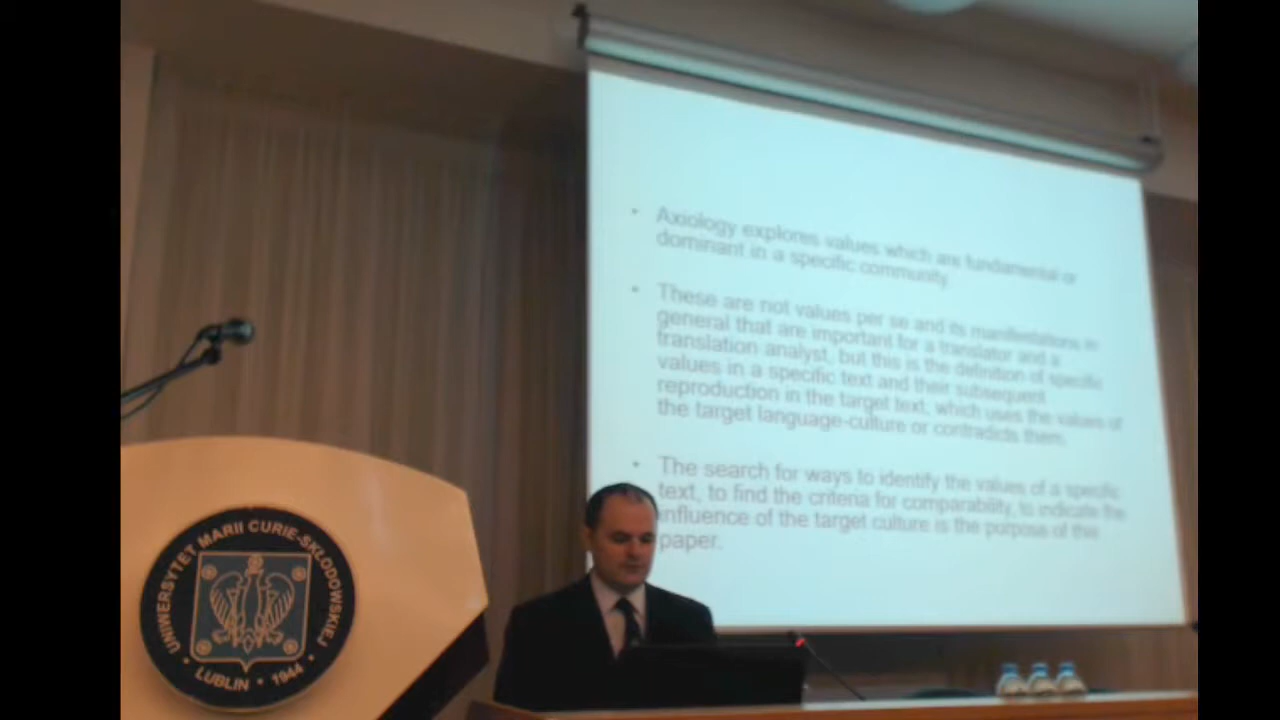 • Axiology explores values which are fundamental or
dominant in a specific community.
• These are not values per se and its manifestations in
general that are important for a translator and a
translation analyst, but this is the definition of specific
values in a specific text and their subsequent
reproduction in the target text, which uses the values of
the target language-culture or contradicts them.
• The search for ways to identify the values of a specific
text, to find the criteria for comparability, to indicate the
influence of the target culture is the purpose of this
paper.
UNIWERSYTET MARII CURIE-SKŁODOWSKIEJ
• LUBLIN • 1944 •